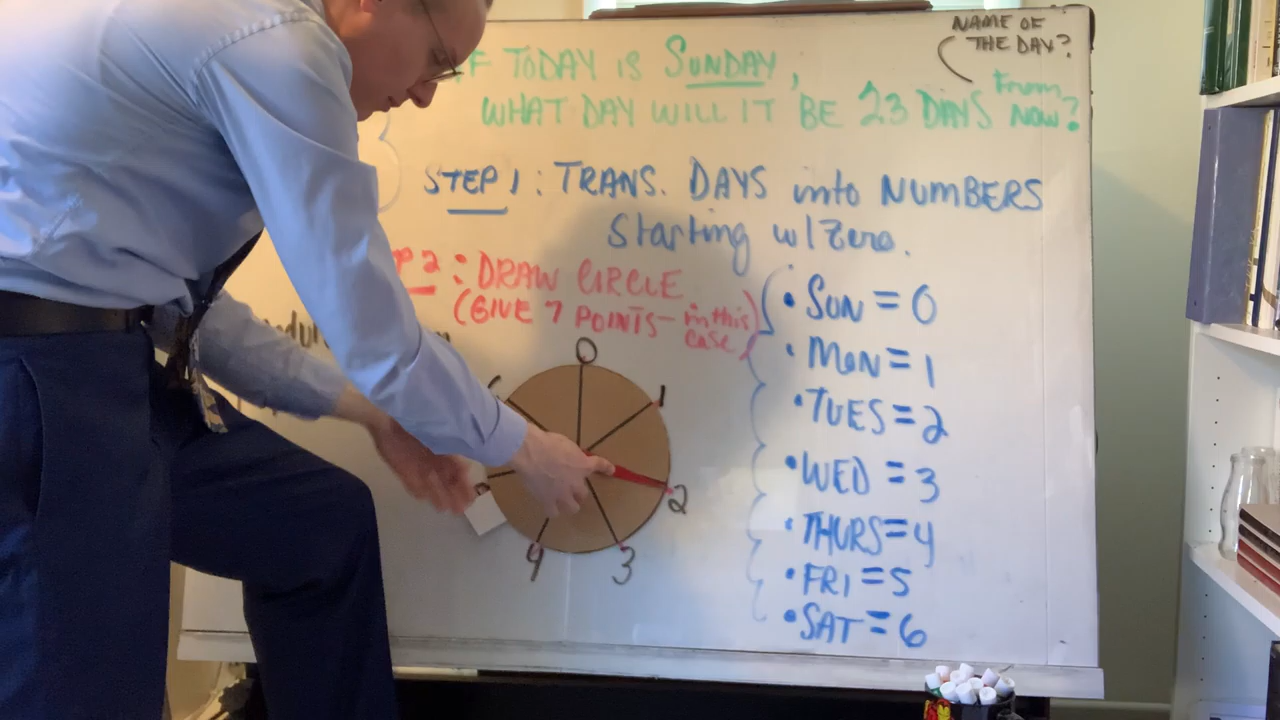 NAME OF
THE DAY?
IF TODAY IS SUNDAY,
WHAT DAY WILL IT BE 23 DAYS From NOW?
STEP 1: TRANS. DAYS into NUMBERS
Starting w/Zero.
P 2: DRAW CIRCLE
(GIVE 7 POINTS- in this case)
• SUN = 0
• MON = 1
• TUES = 2
• WED = 3
• THURS = 4
• FRI = 5
• SAT = 6
0
1
2
3
4